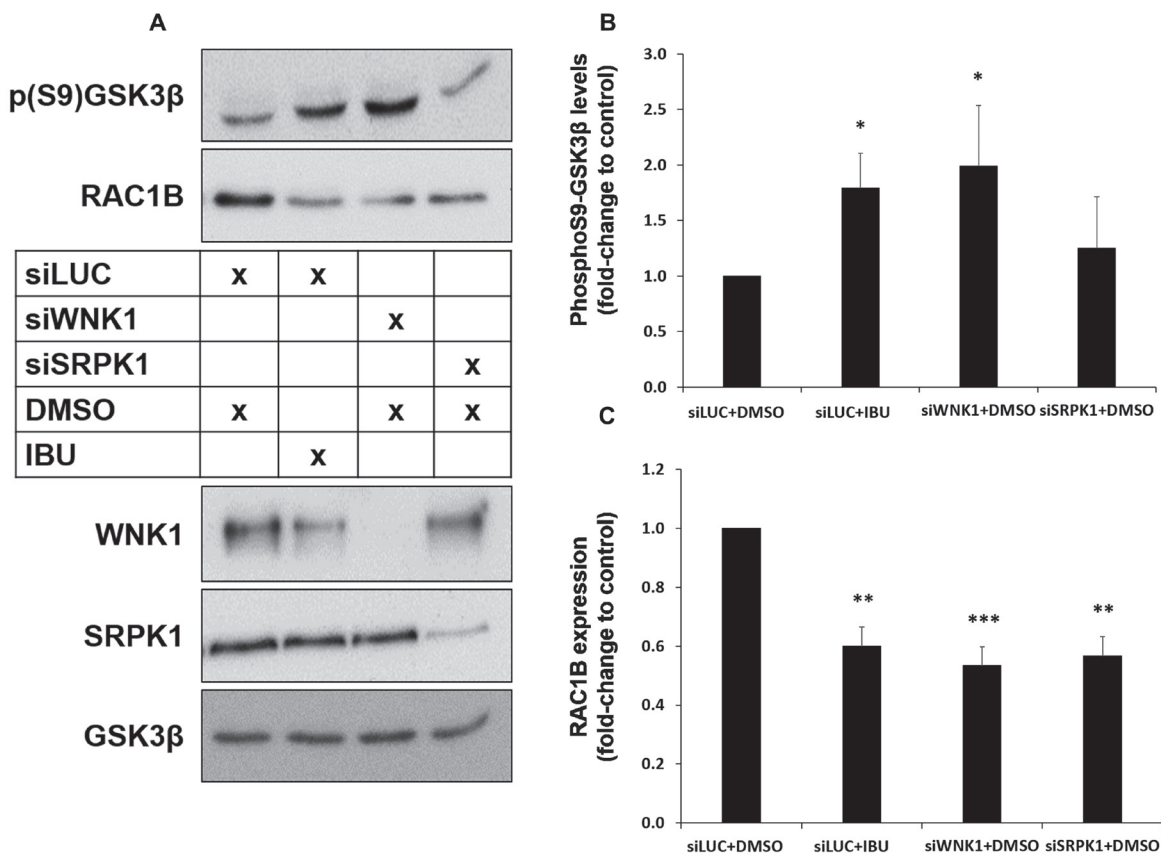 A
p(S9)GSK3β
RAC1B
siLUC x x
siWNK1 x
siSRPK1 x
DMSO x x x
IBU x
WNK1
SRPK1
GSK3β
B
PhosphoS9-GSK3β levels
(fold-change to control)
3.0
2.5
2.0
1.5
1.0
0.5
0.0
*
*
siLUC+DMSO siLUC+IBU siWNK1+DMSO siSRPK1+DMSO
C
RAC1B expression
(fold-change to control)
1.2
1.0
0.8
0.6
0.4
0.2
0.0
** *** **
siLUC+DMSO siLUC+IBU siWNK1+DMSO siSRPK1+DMSO